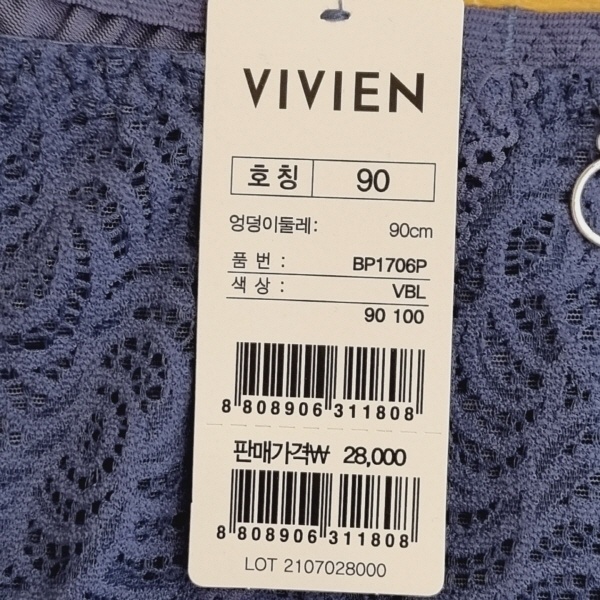 VIVIEN
호칭 90
엉덩이둘레: 90cm
품 번 : BP1706P
색 상 : VBL
90 100
8 808906 311808
판매가격₩ 28,000
8 808906 311808
LOT 2107028000